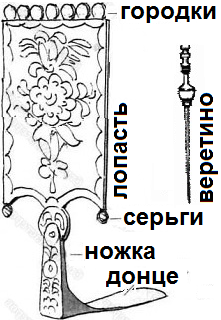 городки
лопасть
веретино
серьги
ножка
донце